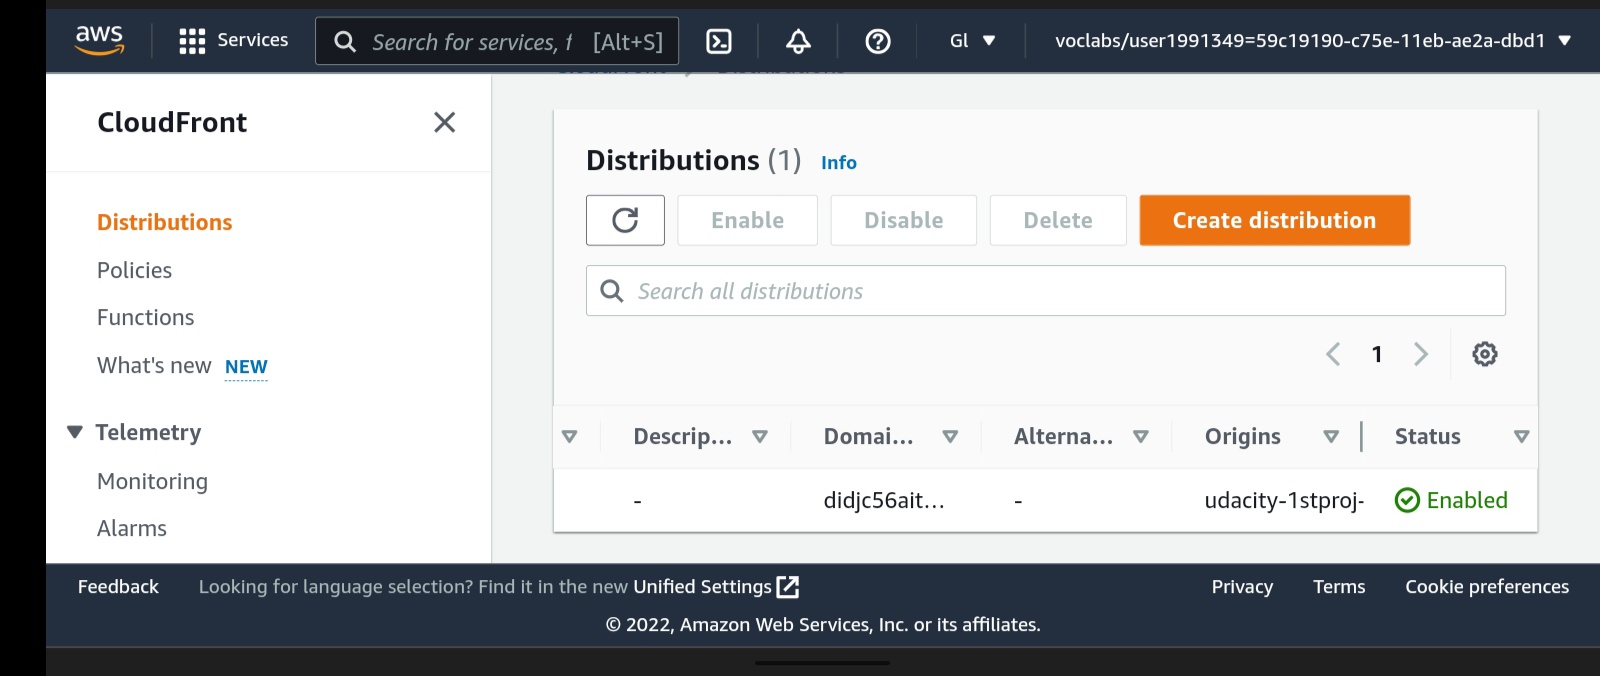 aws Services Search for services, f [Alt+S] Gl voclabs/user1991349=59c19190-c75e-11eb-ae2a-dbd1
CloudFront
Distributions
Policies
Functions
What's new NEW
Telemetry
Monitoring
Alarms
Distributions (1) Info
Enable Disable Delete Create distribution
Search all distributions
1
Descrip... Domai... Alterna... Origins Status
- didjc56ait... - udacity-1stproj- Enabled
Feedback Looking for language selection? Find it in the new Unified Settings Privacy Terms Cookie preferences
© 2022, Amazon Web Services, Inc. or its affiliates.